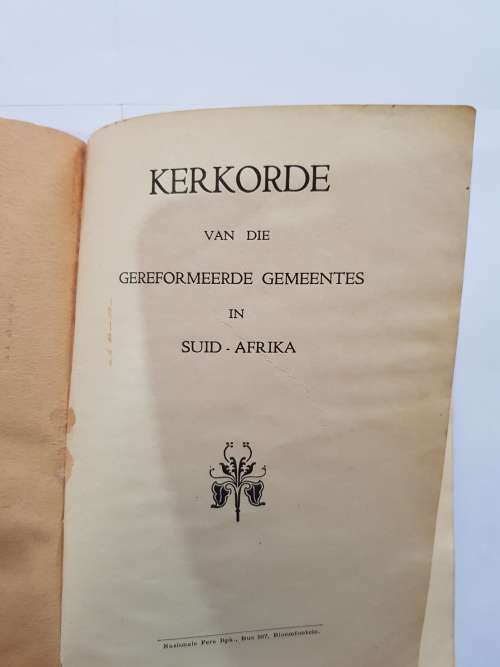 KERKORDE
VAN DIE
GEREFORMEERDE GEMEENTES
IN
SUID - AFRIKA
Nasionale Pers Bpk., Bus 267, Bloemfontein.